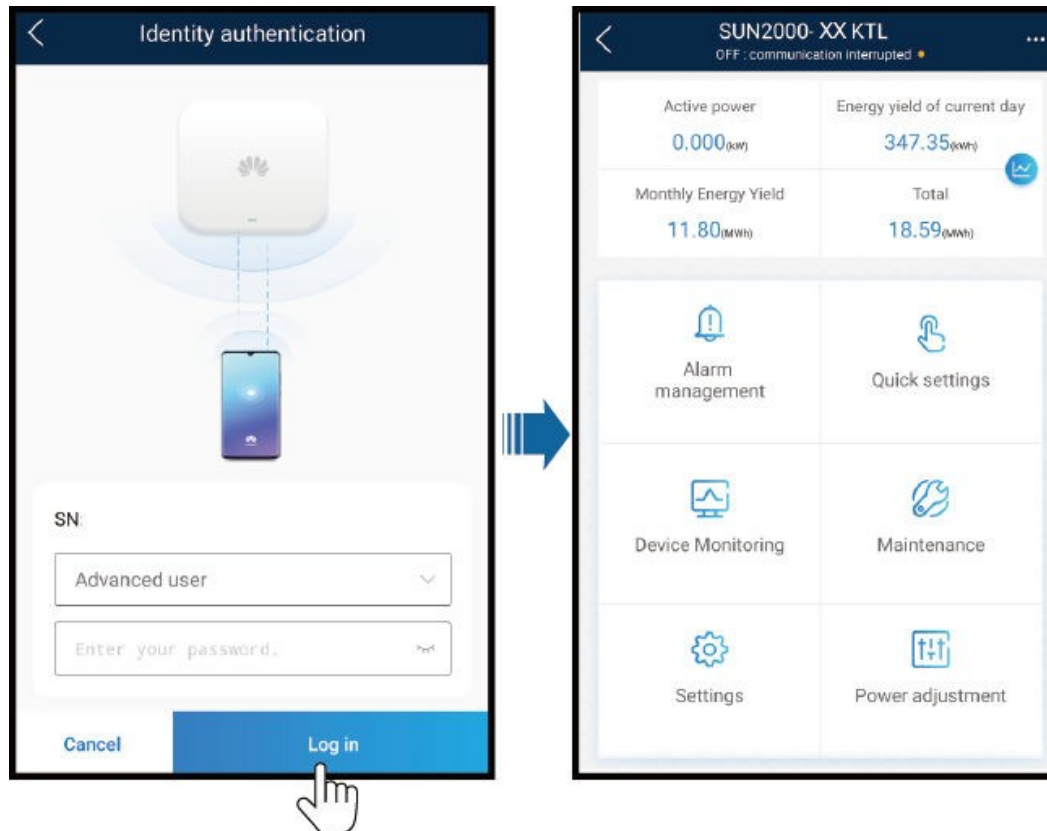 Identity authentication
SN:
Advanced user
Enter your password.
Cancel
Log in
SUN2000- XX KTL
OFF : communication interrupted
...
Active power
Energy yield of current day
0.000(kW)
347.35(kWh)
Monthly Energy Yield
Total
11.80(MWh)
18.59(MWh)
Alarm
management
Quick settings
Device Monitoring
Maintenance
Settings
Power adjustment